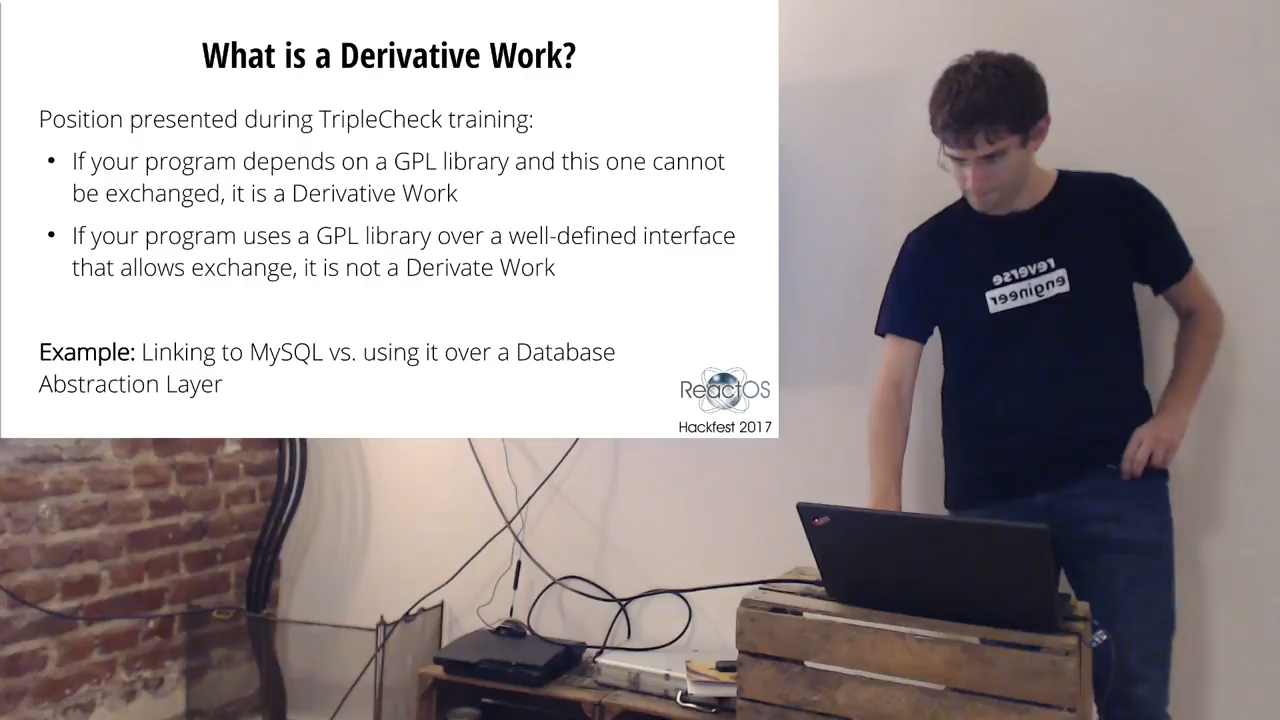 What is a Derivative Work?
Position presented during TripleCheck training:
• If your program depends on a GPL library and this one cannot
be exchanged, it is a Derivative Work
• If your program uses a GPL library over a well-defined interface
that allows exchange, it is not a Derivate Work
Example: Linking to MySQL vs. using it over a Database
Abstraction Layer
ReactOS
Hackfest 2017
reverse
engineer